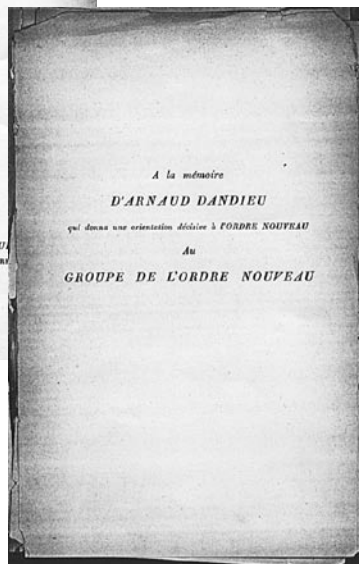 A la mémoire
D'ARNAUD DANDIEU
qui donna une orientation décisive à l'ORDRE NOUVEAU
Au
GROUPE DE L'ORDRE NOUVEAU